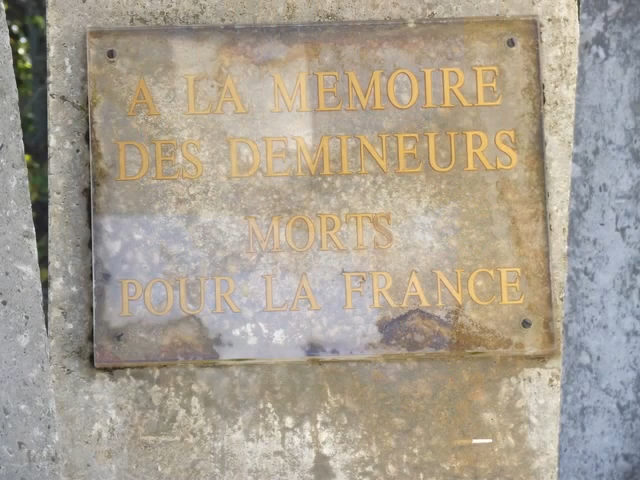 A LA MEMOIRE
DES DEMINEURS
MORTS
POUR LA FRANCE